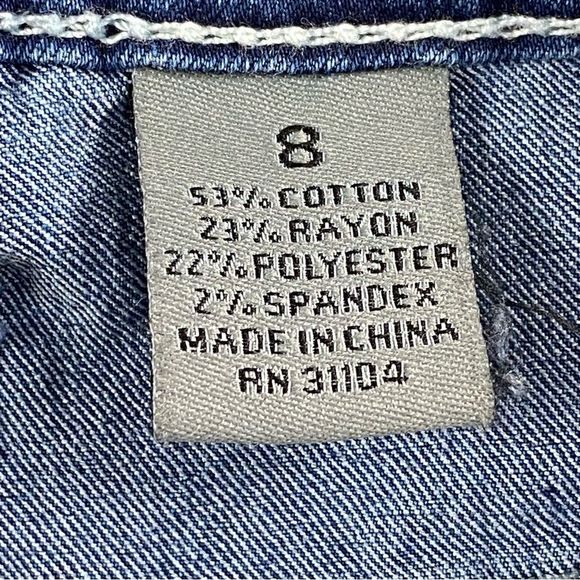 8
53% COTTON
23% RAYON
22% POLYESTER
2% SPANDEX
MADE IN CHINA
RN 31104